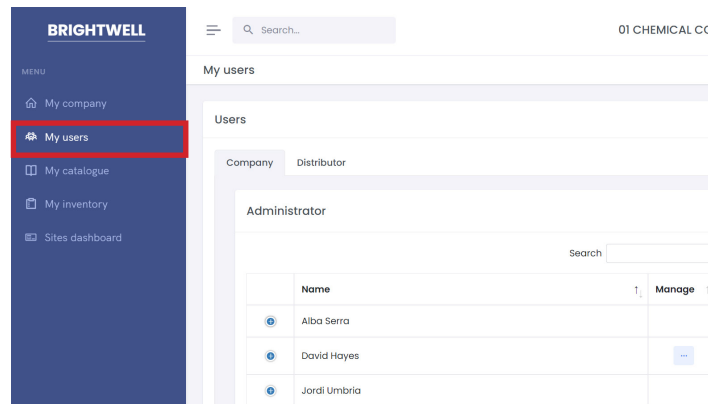 BRIGHTWELL
Search...
01 CHEMICAL CO
MENU
My users
My company
My users
My catalogue
My inventory
Sites dashboard
Users
Company Distributor
Administrator
Search
Name Manage
Alba Serra
David Hayes
Jordi Umbria